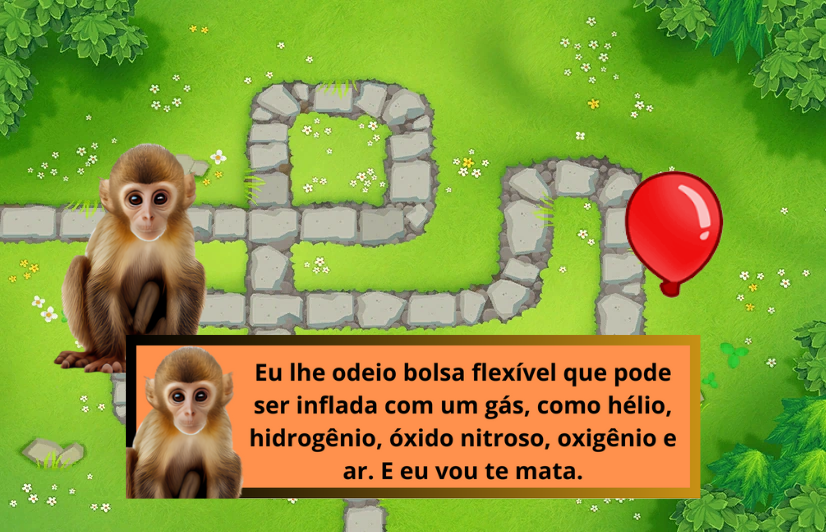 Eu lhe odeio bolsa flexível que pode
ser inflada com um gás, como hélio,
hidrogênio, óxido nitroso, oxigênio e
ar. E eu vou te mata.